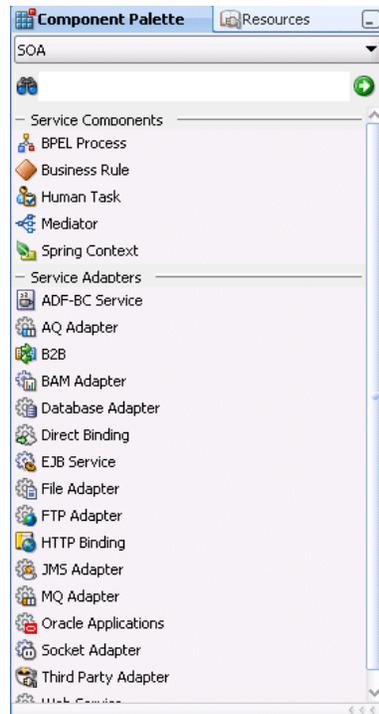 Component Palette
Resources
SOA
Service Components
BPEL Process
Business Rule
Human Task
Mediator
Spring Context
Service Adapters
ADF-BC Service
AQ Adapter
B2B
BAM Adapter
Database Adapter
Direct Binding
EJB Service
File Adapter
FTP Adapter
HTTP Binding
JMS Adapter
MQ Adapter
Oracle Applications
Socket Adapter
Third Party Adapter
Web Service